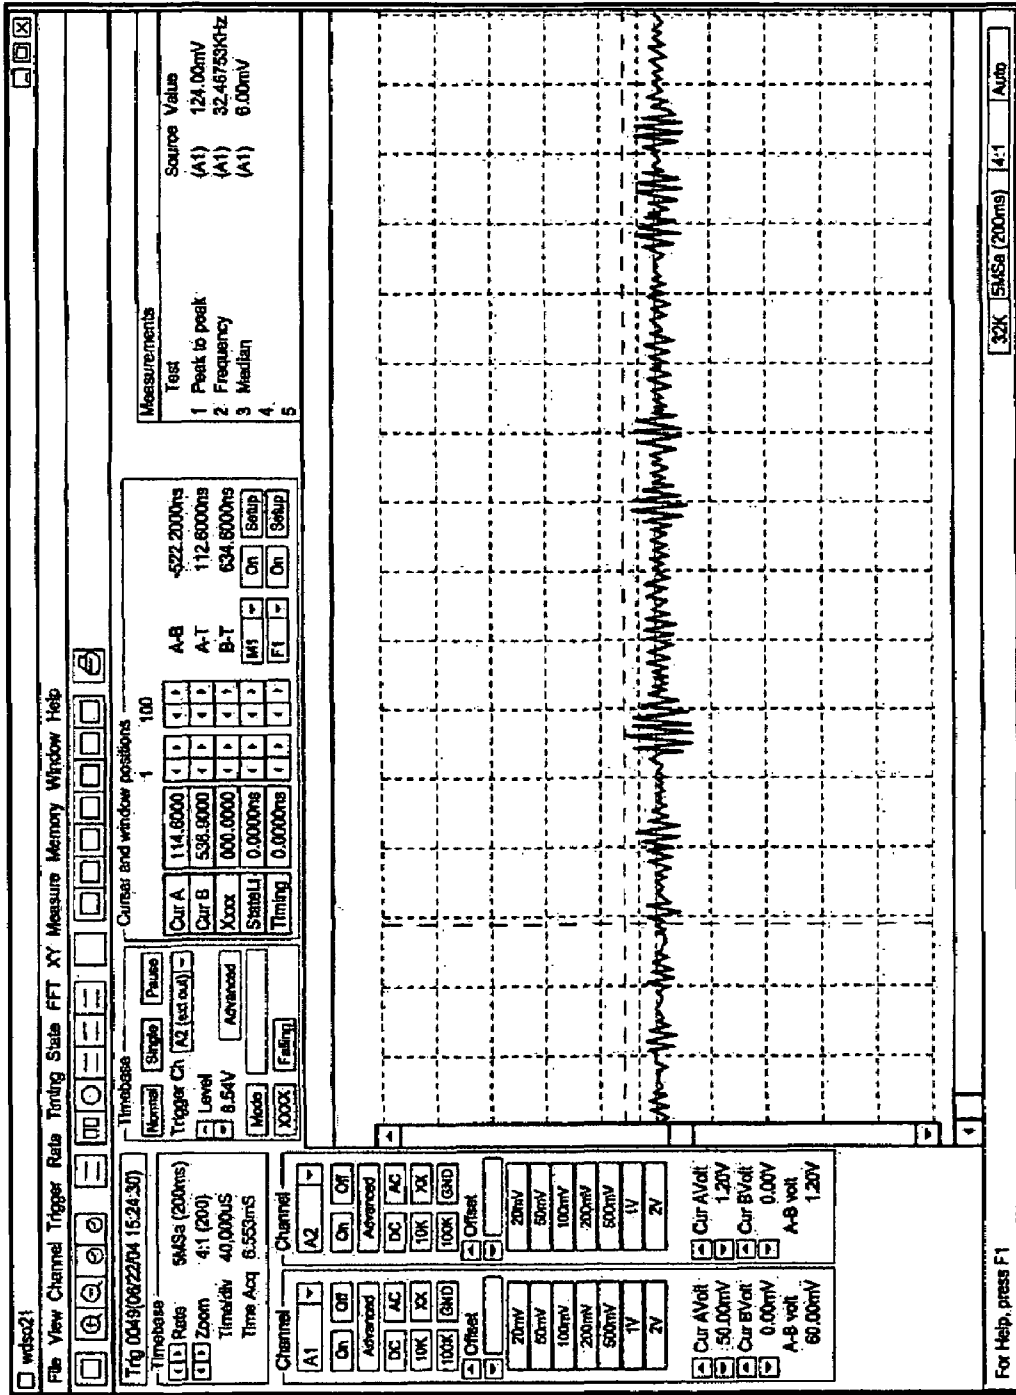 wdso21
File View Channel Trigger Rate Timing State FFT XY Measure Memory Window Help
Trig 0049(06/22/04 15:24:30)
Timebase
Rate 5MSa (200ms)
Zoom 4:1 (200)
Time/div 40,000uS
Time Acq 6.553mS
Timebase
Normal Single Pause
Trigger Ch A2 (ext out)
Level
8.54V Advanced
Mode
XXXX Falling
Cursor and window positions
1 100
Cur A 114.6000 A-B -522.2000ns
Cur B 536.9000 A-T 112.6000ns
Xxxx 000.0000 B-T 634.6000ns
StateLI 0.0000ns M1 On Setup
Timing 0.0000ns F1 On Setup
Measurements
Test Source Value
1 Peak to peak (A1) 124.00mV
2 Frequency (A1) 32.46753KHz
3 Median (A1) 6.00mV
4
5
Channel
A1
On Off
Advanced
DC AC
10K XX
100X GND
Offset
20mV
50mV
100mV
200mV
500mV
1V
2V
Cur AVolt
50.00mV
Cur BVolt
0.00mV
A-B volt
60.00mV
Channel
A2
On Off
Advanced
DC AC
10K XX
100K GND
Offset
20mV
50mV
100mV
200mV
500mV
1V
2V
Cur AVolt
1.20V
Cur BVolt
0.00V
A-B volt
1.20V
For Help, press F1
32K 5MSa (200ms) 4:1 Auto